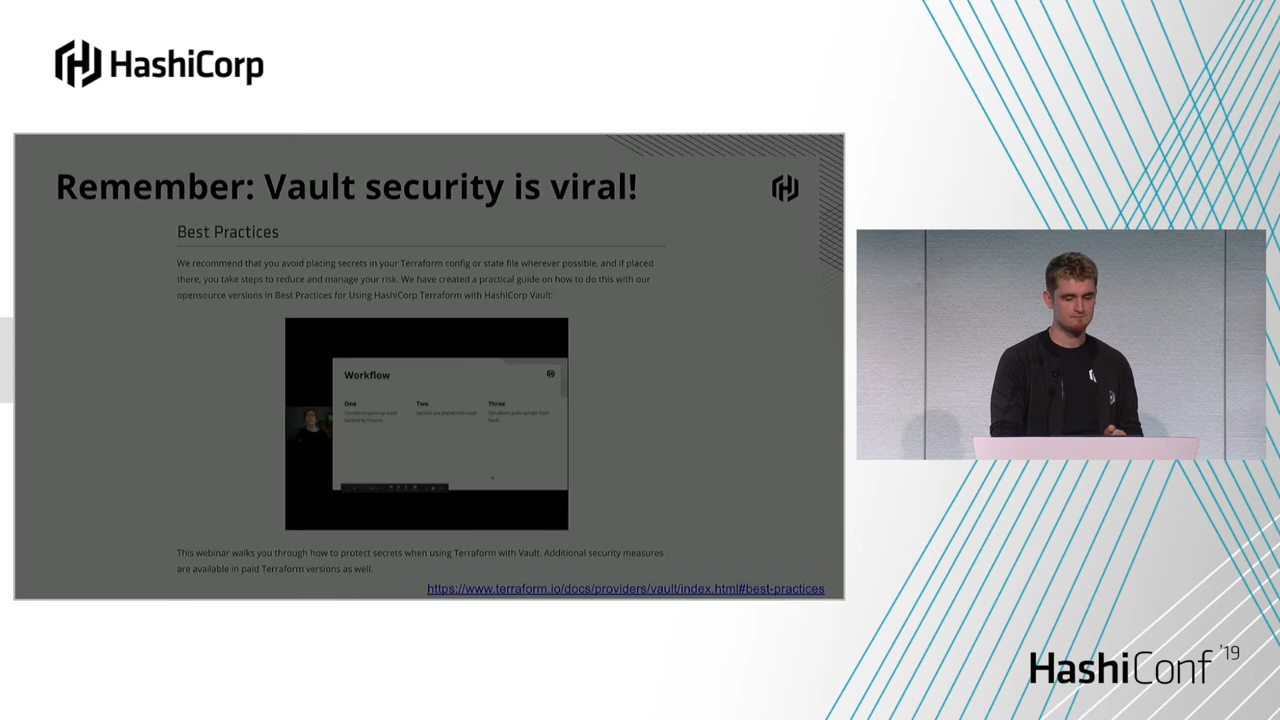 HashiCorp
Remember: Vault security is viral!
Best Practices
We recommend that you avoid placing secrets in your Terraform config or state file wherever possible, and if placed
there, you take steps to reduce and manage your risk. We have created a practical guide on how to do this with our
opensource versions in Best Practices for Using HashiCorp Terraform with HashiCorp Vault:
Workflow
One
Two
Three
This webinar walks you through how to protect secrets when using Terraform with Vault. Additional security measures
are available in paid Terraform versions as well.
https://www.terraform.io/docs/providers/vault/index.html#best-practices
HashiConf '19